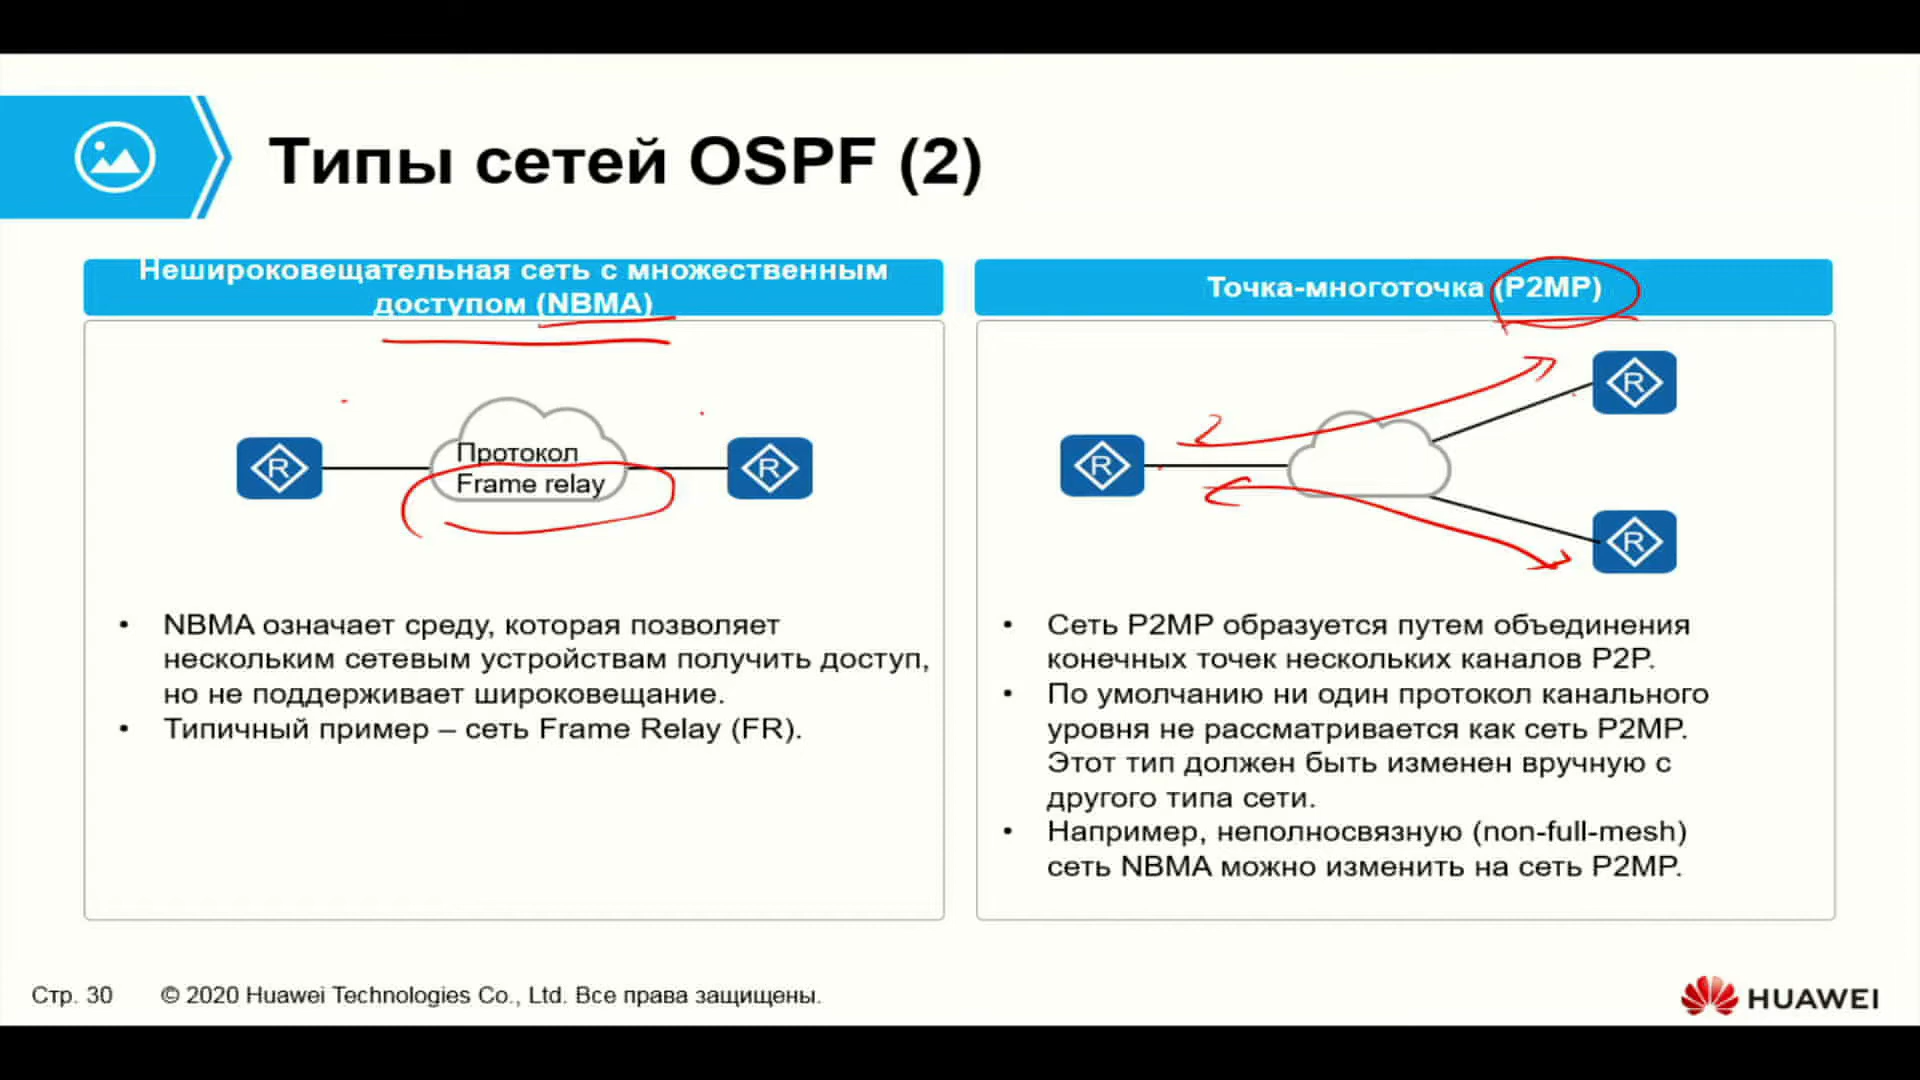 Типы сетей OSPF (2)
Нешироковещательная сеть с множественным
доступом (NBMA)
R
Протокол
Frame relay
R
• NBMA означает среду, которая позволяет
нескольким сетевым устройствам получить доступ,
но не поддерживает широковещание.
• Типичный пример – сеть Frame Relay (FR).
Точка-многоточка (P2MP)
R
R
R
• Сеть P2MP образуется путем объединения
конечных точек нескольких каналов P2P.
• По умолчанию ни один протокол канального
уровня не рассматривается как сеть P2MP.
Этот тип должен быть изменен вручную с
другого типа сети.
• Например, неполносвязную (non-full-mesh)
сеть NBMA можно изменить на сеть P2MP.
Стр. 30
© 2020 Huawei Technologies Co., Ltd. Все права защищены.
HUAWEI